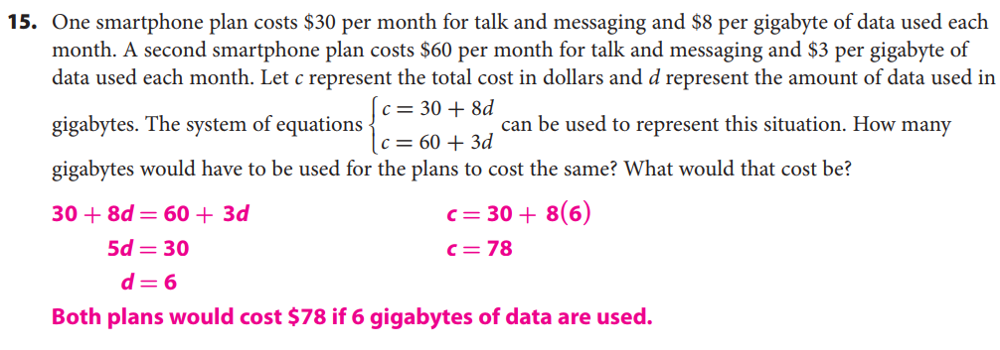 15. One smartphone plan costs $30 per month for talk and messaging and $8 per gigabyte of data used each
month. A second smartphone plan costs $60 per month for talk and messaging and $3 per gigabyte of
data used each month. Let c represent the total cost in dollars and d represent the amount of data used in
gigabytes. The system of equations { c = 30 + 8d
c = 60 + 3d can be used to represent this situation. How many
gigabytes would have to be used for the plans to cost the same? What would that cost be?
30 + 8d = 60 + 3d
5d = 30
d = 6
c = 30 + 8(6)
c = 78
Both plans would cost $78 if 6 gigabytes of data are used.